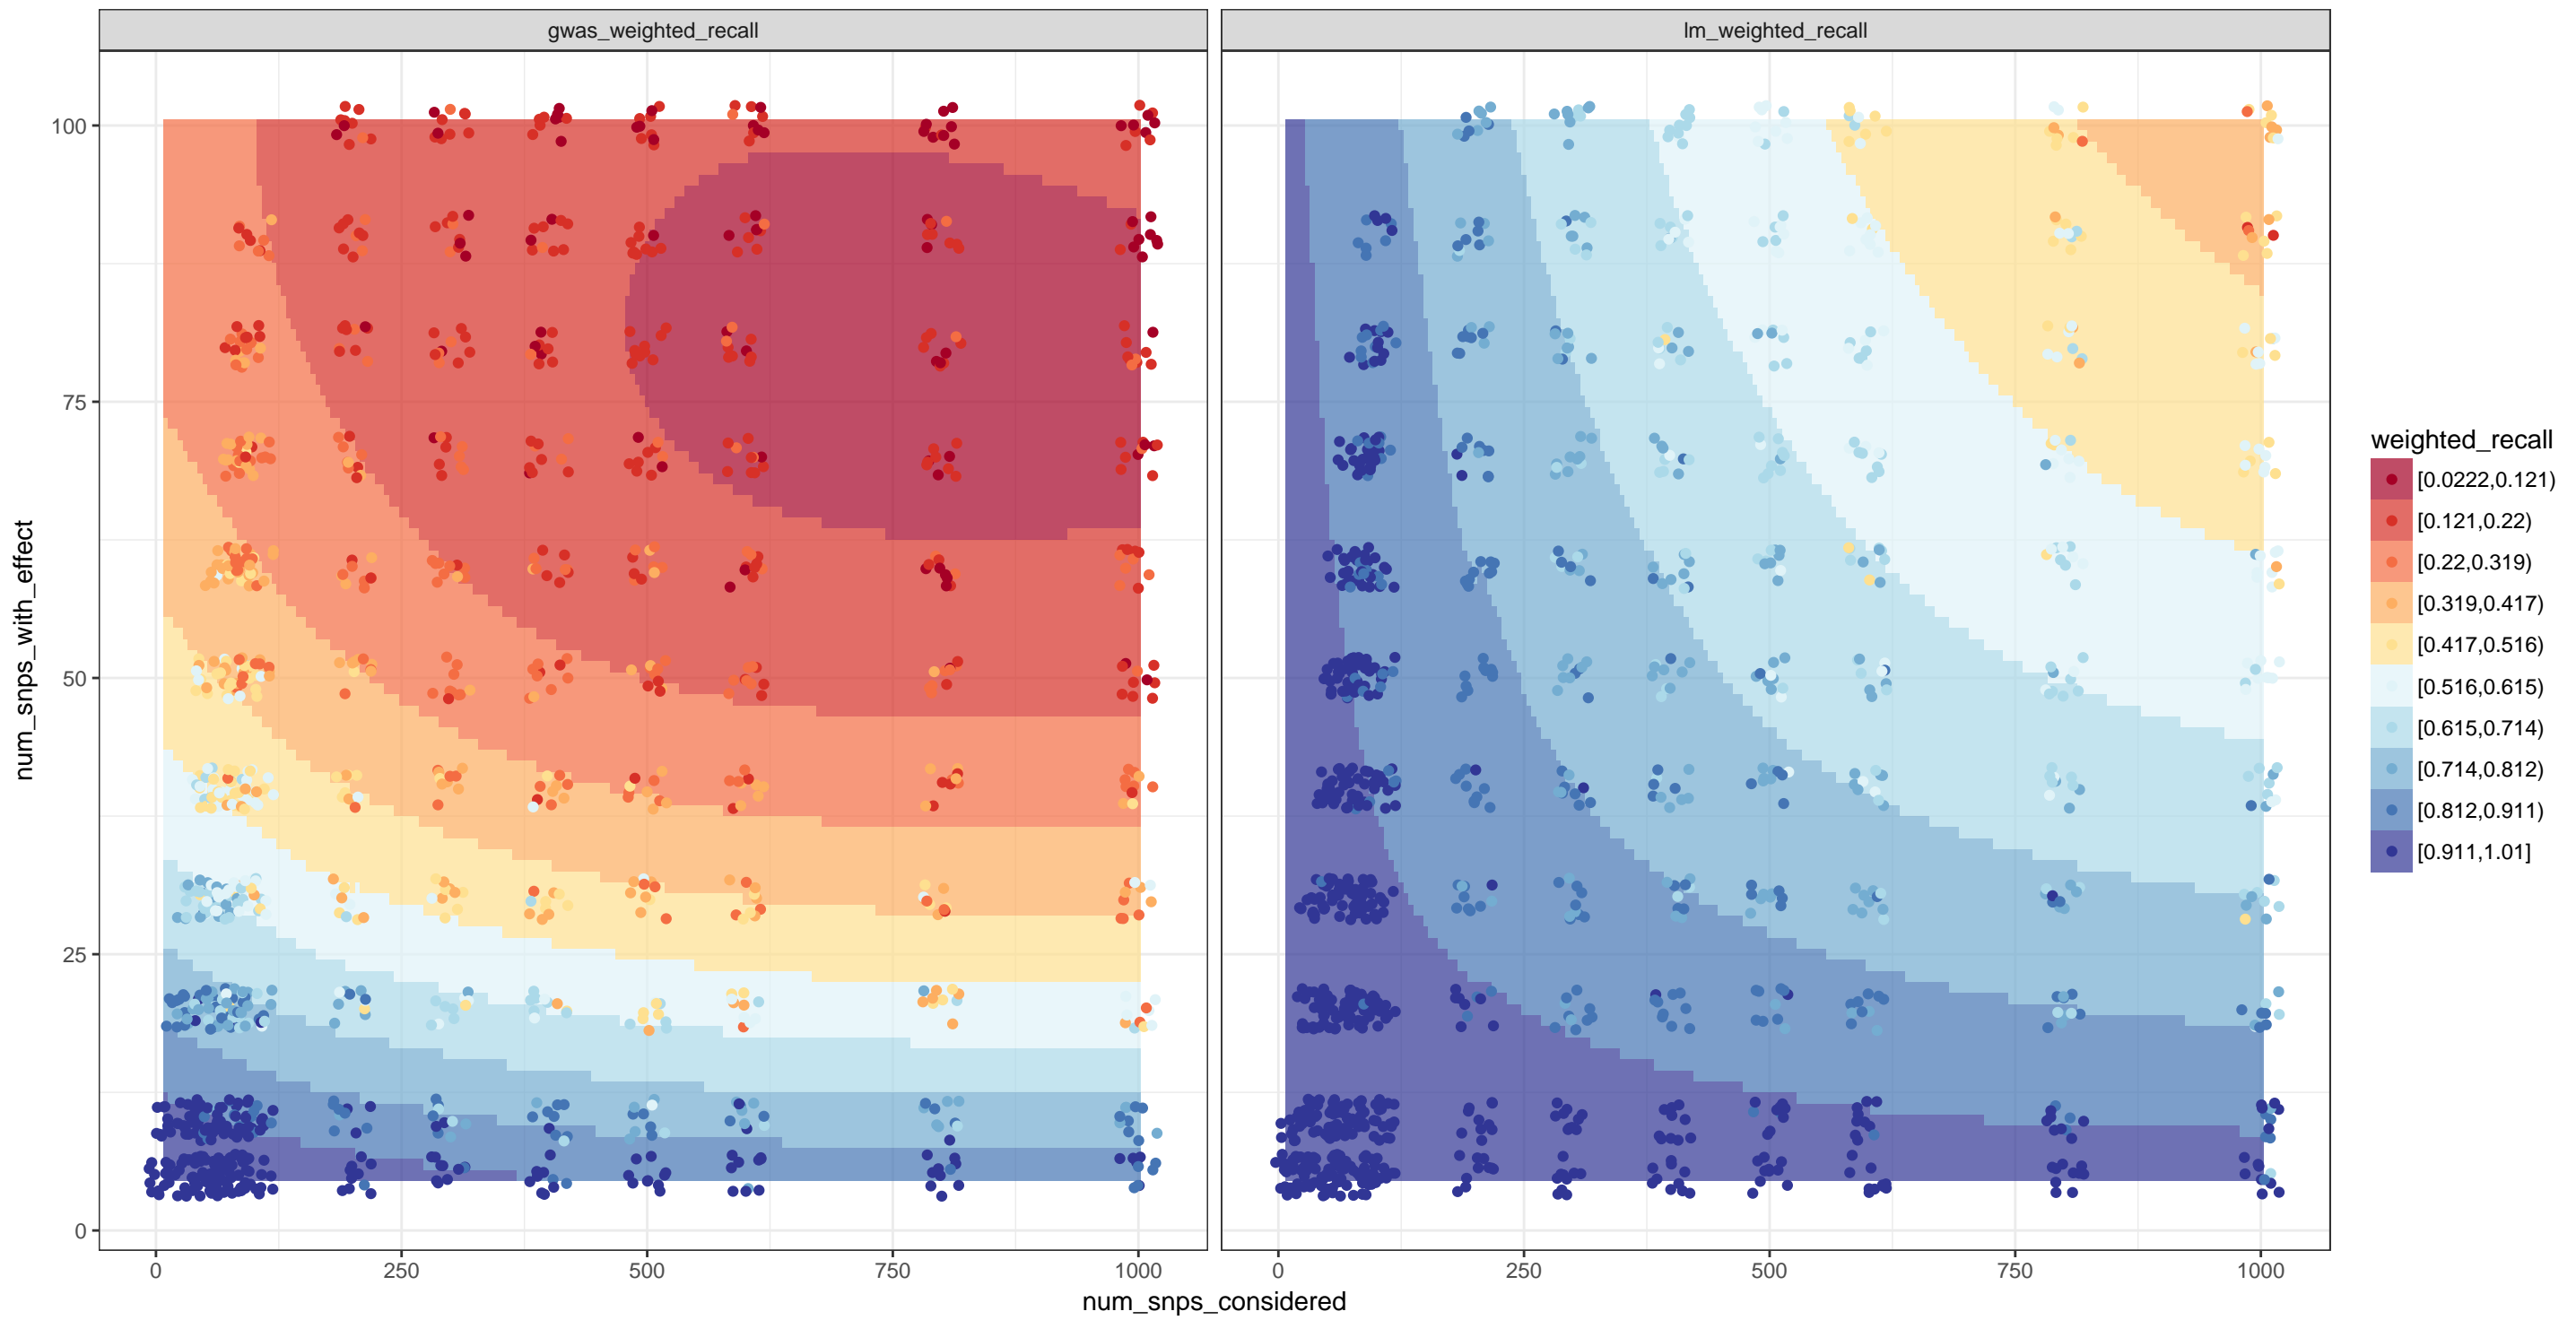 gwas_weighted_recall
lm_weighted_recall
100
75
50
25
0
num_snps_with_effect
0 250 500 750 1000
0 250 500 750 1000
num_snps_considered
weighted_recall
[0.0222,0.121)
[0.121,0.22)
[0.22,0.319)
[0.319,0.417)
[0.417,0.516)
[0.516,0.615)
[0.615,0.714)
[0.714,0.812)
[0.812,0.911)
[0.911,1.01]